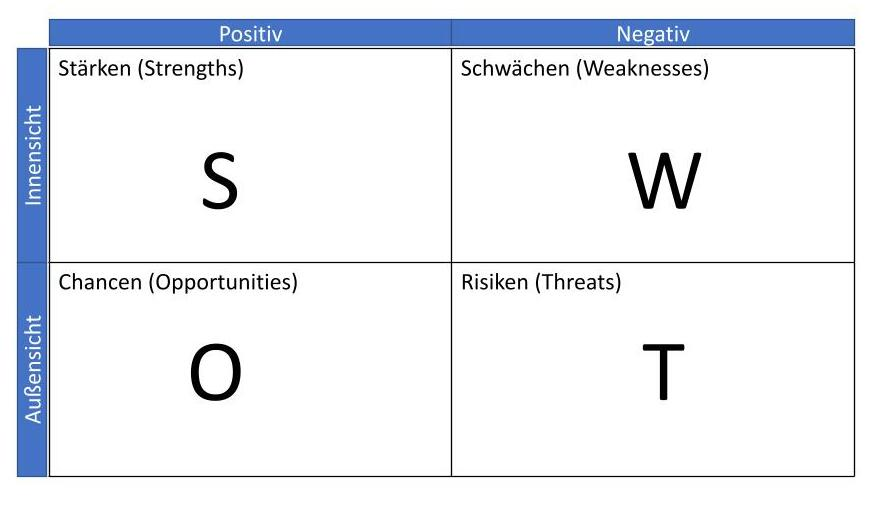 Positiv
Negativ
Innensicht
Stärken (Strengths)
S
Schwächen (Weaknesses)
W
Außensicht
Chancen (Opportunities)
O
Risiken (Threats)
T